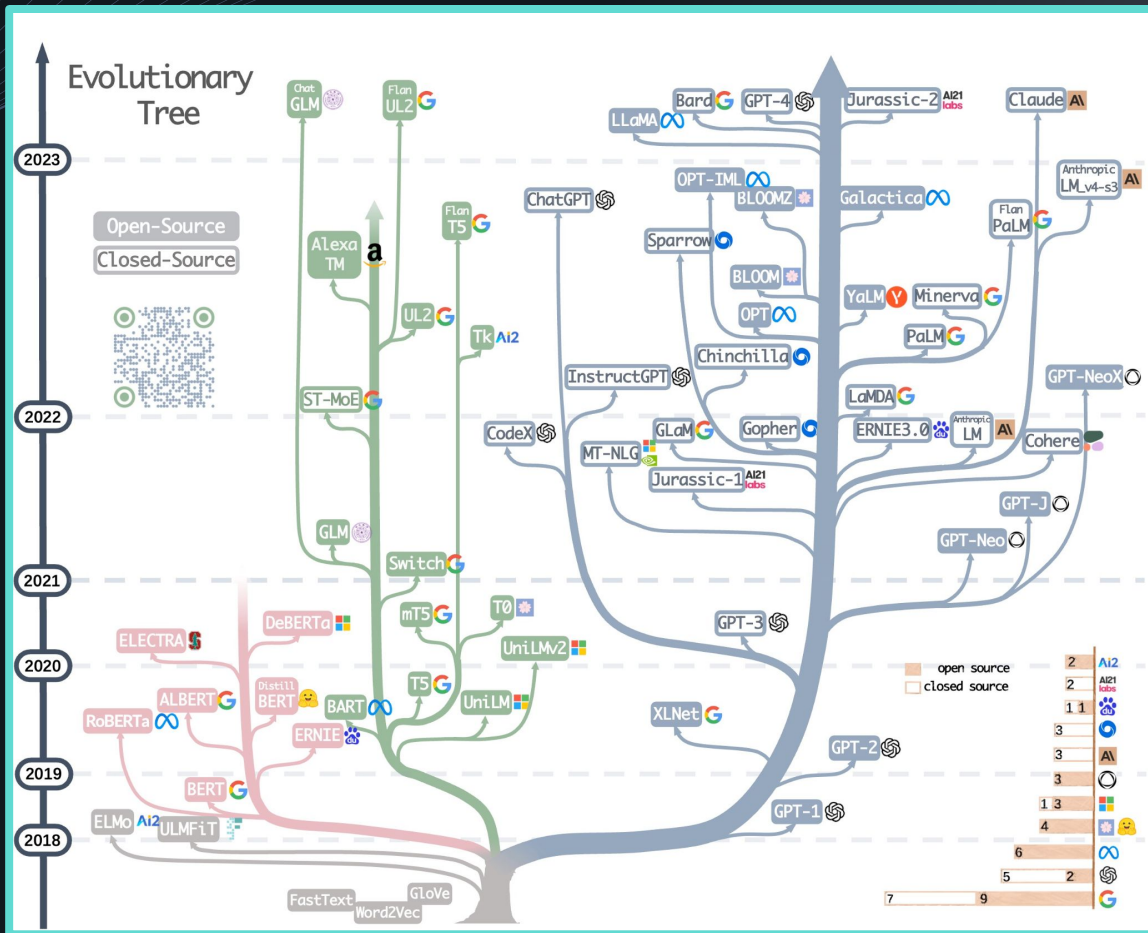 Evolutionary
Tree
2023
2022
2021
2020
2019
2018
Open-Source
Closed-Source
Chat
GLM
Flan
UL2
G
Alexa
TM
a
Flan
T5
G
UL2
G
Tk Ai2
ST-MoE
G
GLM
Switch
G
mT5
G
T0
UniLMv2
T5
G
BART
UniLM
DeBERTa
ELECTRA
S
ALBERT
G
Distill
BERT
RoBERTa
ERNIE
du
BERT
G
ELMo Ai2
ULMFiT
FastText
Word2Vec
GloVe
LLaMA
Bard
G
GPT-4
Jurassic-2 AI21
labs
Claude A\
Anthropic
LM_v4-s3 A\
ChatGPT
OPT-IML
BLOOMZ
Galactica
Flan
PaLM
G
Sparrow
BLOOM
YaLM Y
Minerva
G
OPT
PaLM
G
Chinchilla
InstructGPT
GPT-NeoX
LaMDA
G
CodeX
GLaM
G
Gopher
ERNIE3.0
du
Anthropic
LM A\
Cohere
MT-NLG
Jurassic-1 AI21
labs
GPT-J
GPT-Neo
GPT-3
XLNet
G
GPT-2
GPT-1
open source
closed source
2 Ai2
2 AI21
labs
1 1 du
3
3 A\
3
1 3
4
6
5 2
7 9 G